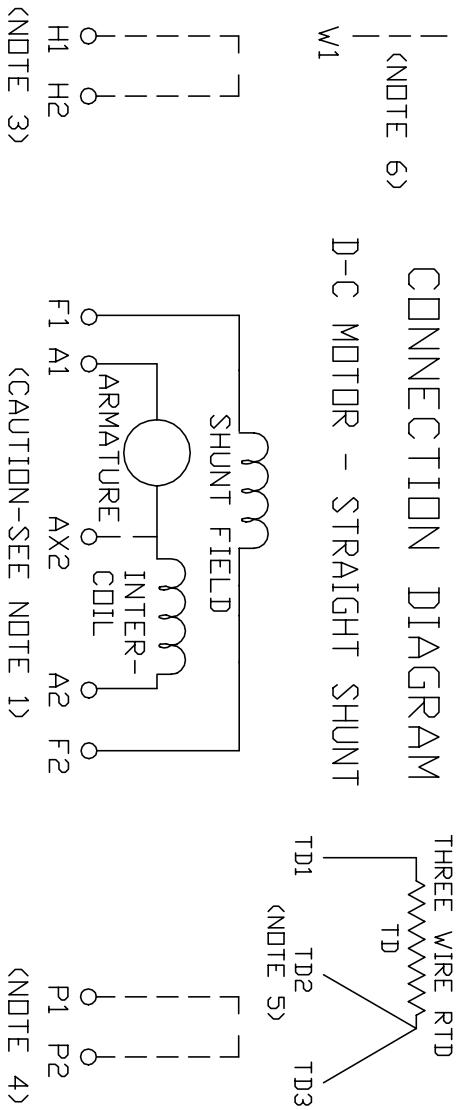 CONNECTION DIAGRAM
D-C MOTOR - STRAIGHT SHUNT
W1
(NOTE 6)
H1
H2
(NOTE 3)
SHUNT FIELD
ARMATURE
INTER-
COIL
F1
A1
AX2
A2
F2
(CAUTION-SEE NOTE 1)
THREE WIRE RTD
TD
TD1
TD2
TD3
(NOTE 5)
P1
P2
(NOTE 4)